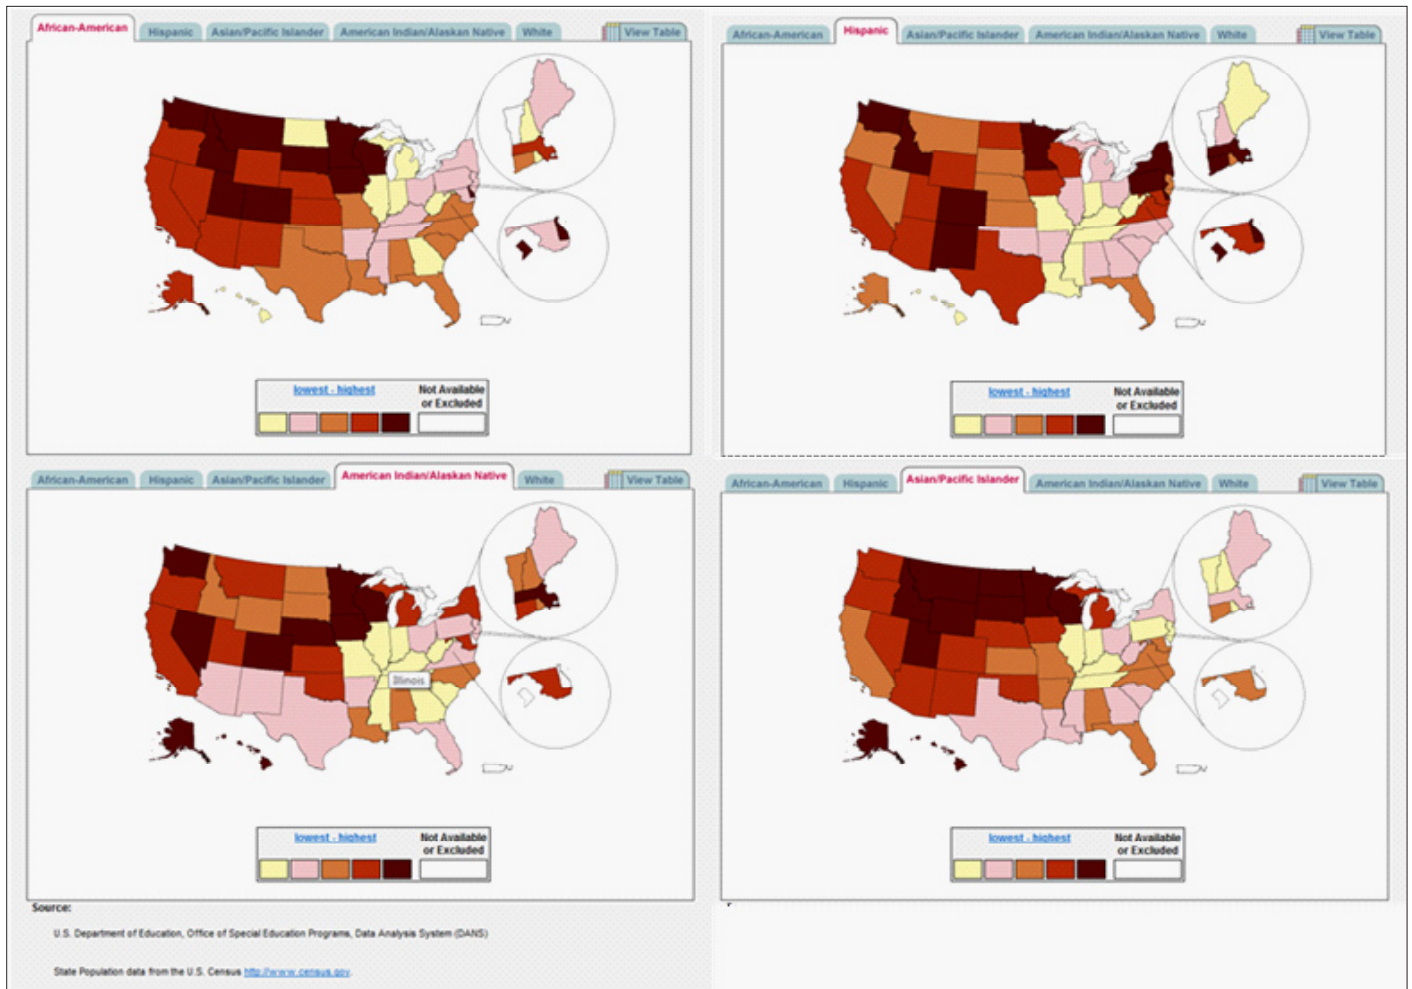 African-American Hispanic Asian/Pacific Islander American Indian/Alaskan Native White View Table
lowest - highest Not Available
or Excluded
African-American Hispanic Asian/Pacific Islander American Indian/Alaskan Native White View Table
lowest - highest Not Available
or Excluded
African-American Hispanic Asian/Pacific Islander American Indian/Alaskan Native White View Table
Illinois
lowest - highest Not Available
or Excluded
African-American Hispanic Asian/Pacific Islander American Indian/Alaskan Native White View Table
lowest - highest Not Available
or Excluded
Source:
U.S. Department of Education, Office of Special Education Programs, Data Analysis System (DANS)
State Population data from the U.S. Census http://www.census.gov.